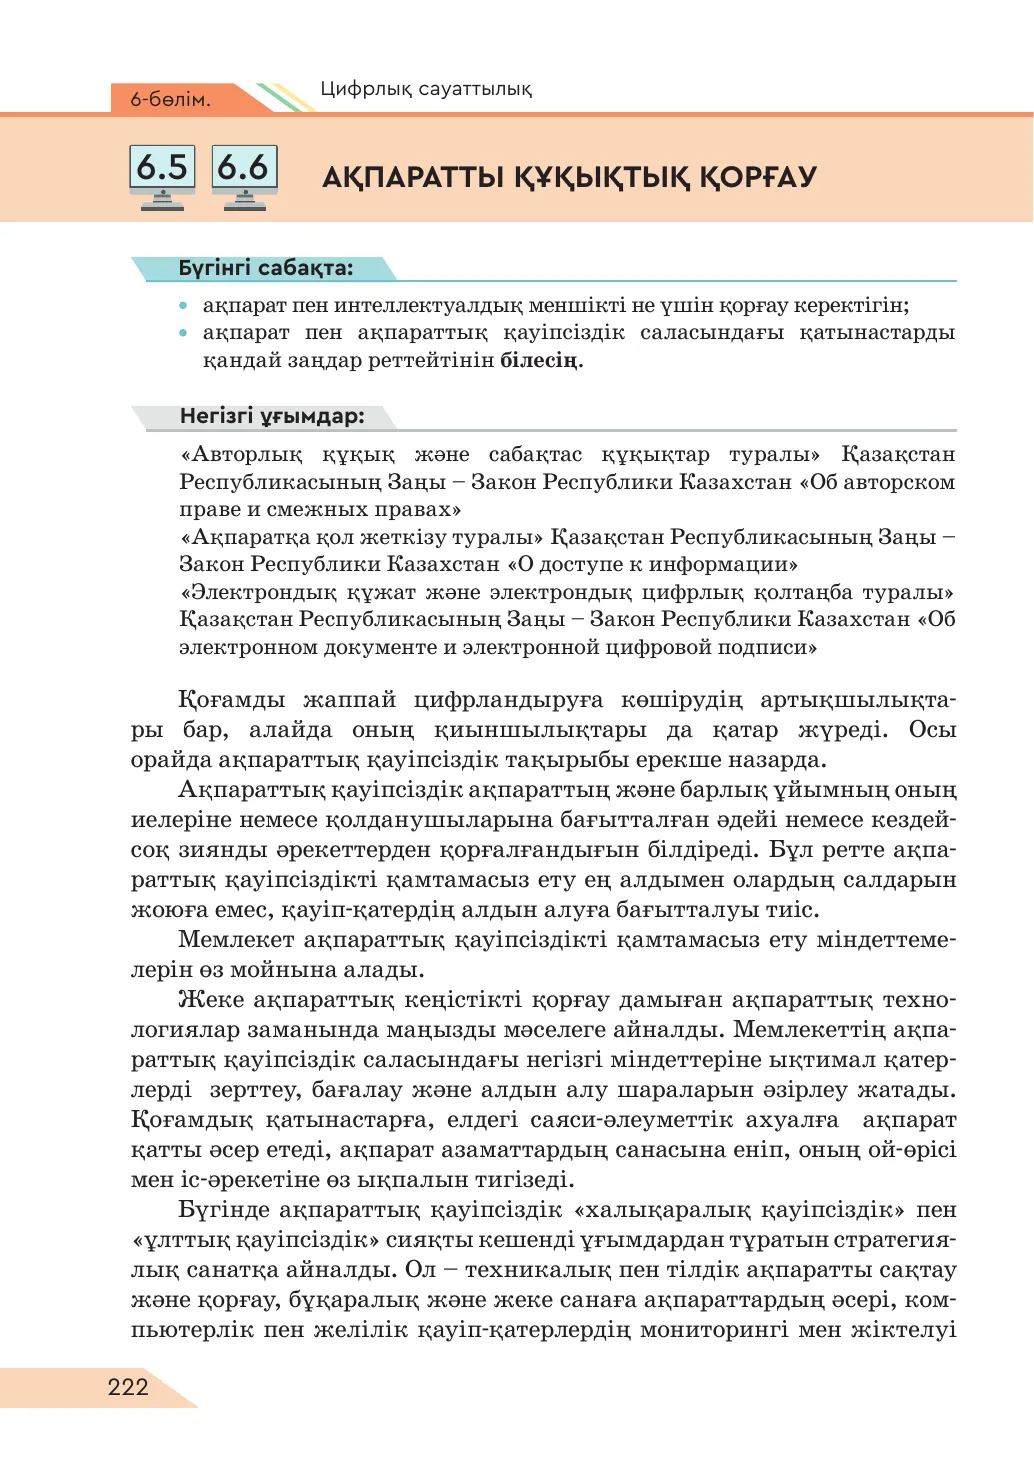 6-бөлім.
Цифрлық сауаттылық
6.5 6.6 АҚПАРАТТЫ ҚҰҚЫҚТЫҚ ҚОРҒАУ
Бүгінгі сабақта:
• ақпарат пен интеллектуалдық меншікті не үшін қорғау керектігін;
• ақпарат пен ақпараттық қауіпсіздік саласындағы қатынастарды
қандай заңдар реттейтінін білесің.
Негізгі ұғымдар:
«Авторлық құқық және сабақтас құқықтар туралы» Қазақстан
Республикасының Заңы – Закон Республики Казахстан «Об авторском
праве и смежных правах»
«Ақпаратқа қол жеткізу туралы» Қазақстан Республикасының Заңы –
Закон Республики Казахстан «О доступе к информации»
«Электрондық құжат және электрондық цифрлық қолтаңба туралы»
Қазақстан Республикасының Заңы – Закон Республики Казахстан «Об
электронном документе и электронной цифровой подписи»
Қоғамды жаппай цифрландыруға көшірудің артықшылықта-
ры бар, алайда оның қиыншылықтары да қатар жүреді. Осы
орайда ақпараттық қауіпсіздік тақырыбы ерекше назарда.
Ақпараттық қауіпсіздік ақпараттың және барлық ұйымның оның
иелеріне немесе қолданушыларына бағытталған әдейі немесе кездей-
соқ зиянды әрекеттерден қорғалғандығын білдіреді. Бұл ретте ақпа-
раттық қауіпсіздікті қамтамасыз ету ең алдымен олардың салдарын
жоюға емес, қауіп-қатердің алдын алуға бағытталуы тиіс.
Мемлекет ақпараттық қауіпсіздікті қамтамасыз ету міндеттеме-
лерін өз мойнына алады.
Жеке ақпараттық кеңістікті қорғау дамыған ақпараттық техно-
логиялар заманында маңызды мәселеге айналды. Мемлекеттің ақпа-
раттық қауіпсіздік саласындағы негізгі міндеттеріне ықтимал қатер-
лерді зерттеу, бағалау және алдын алу шараларын әзірлеу жатады.
Қоғамдық қатынастарға, елдегі саяси-әлеуметтік ахуалға ақпарат
қатты әсер етеді, ақпарат азаматтардың санасына еніп, оның ой-өрісі
мен іс-әрекетіне өз ықпалын тигізеді.
Бүгінде ақпараттық қауіпсіздік «халықаралық қауіпсіздік» пен
«ұлттық қауіпсіздік» сияқты кешенді ұғымдардан тұратын стратегия-
лық санатқа айналды. Ол – техникалық пен тілдік ақпаратты сақтау
және қорғау, бұқаралық және жеке санаға ақпараттардың әсері, ком-
пьютерлік пен желілік қауіп-қатерлердің мониторингі мен жіктелуі
222